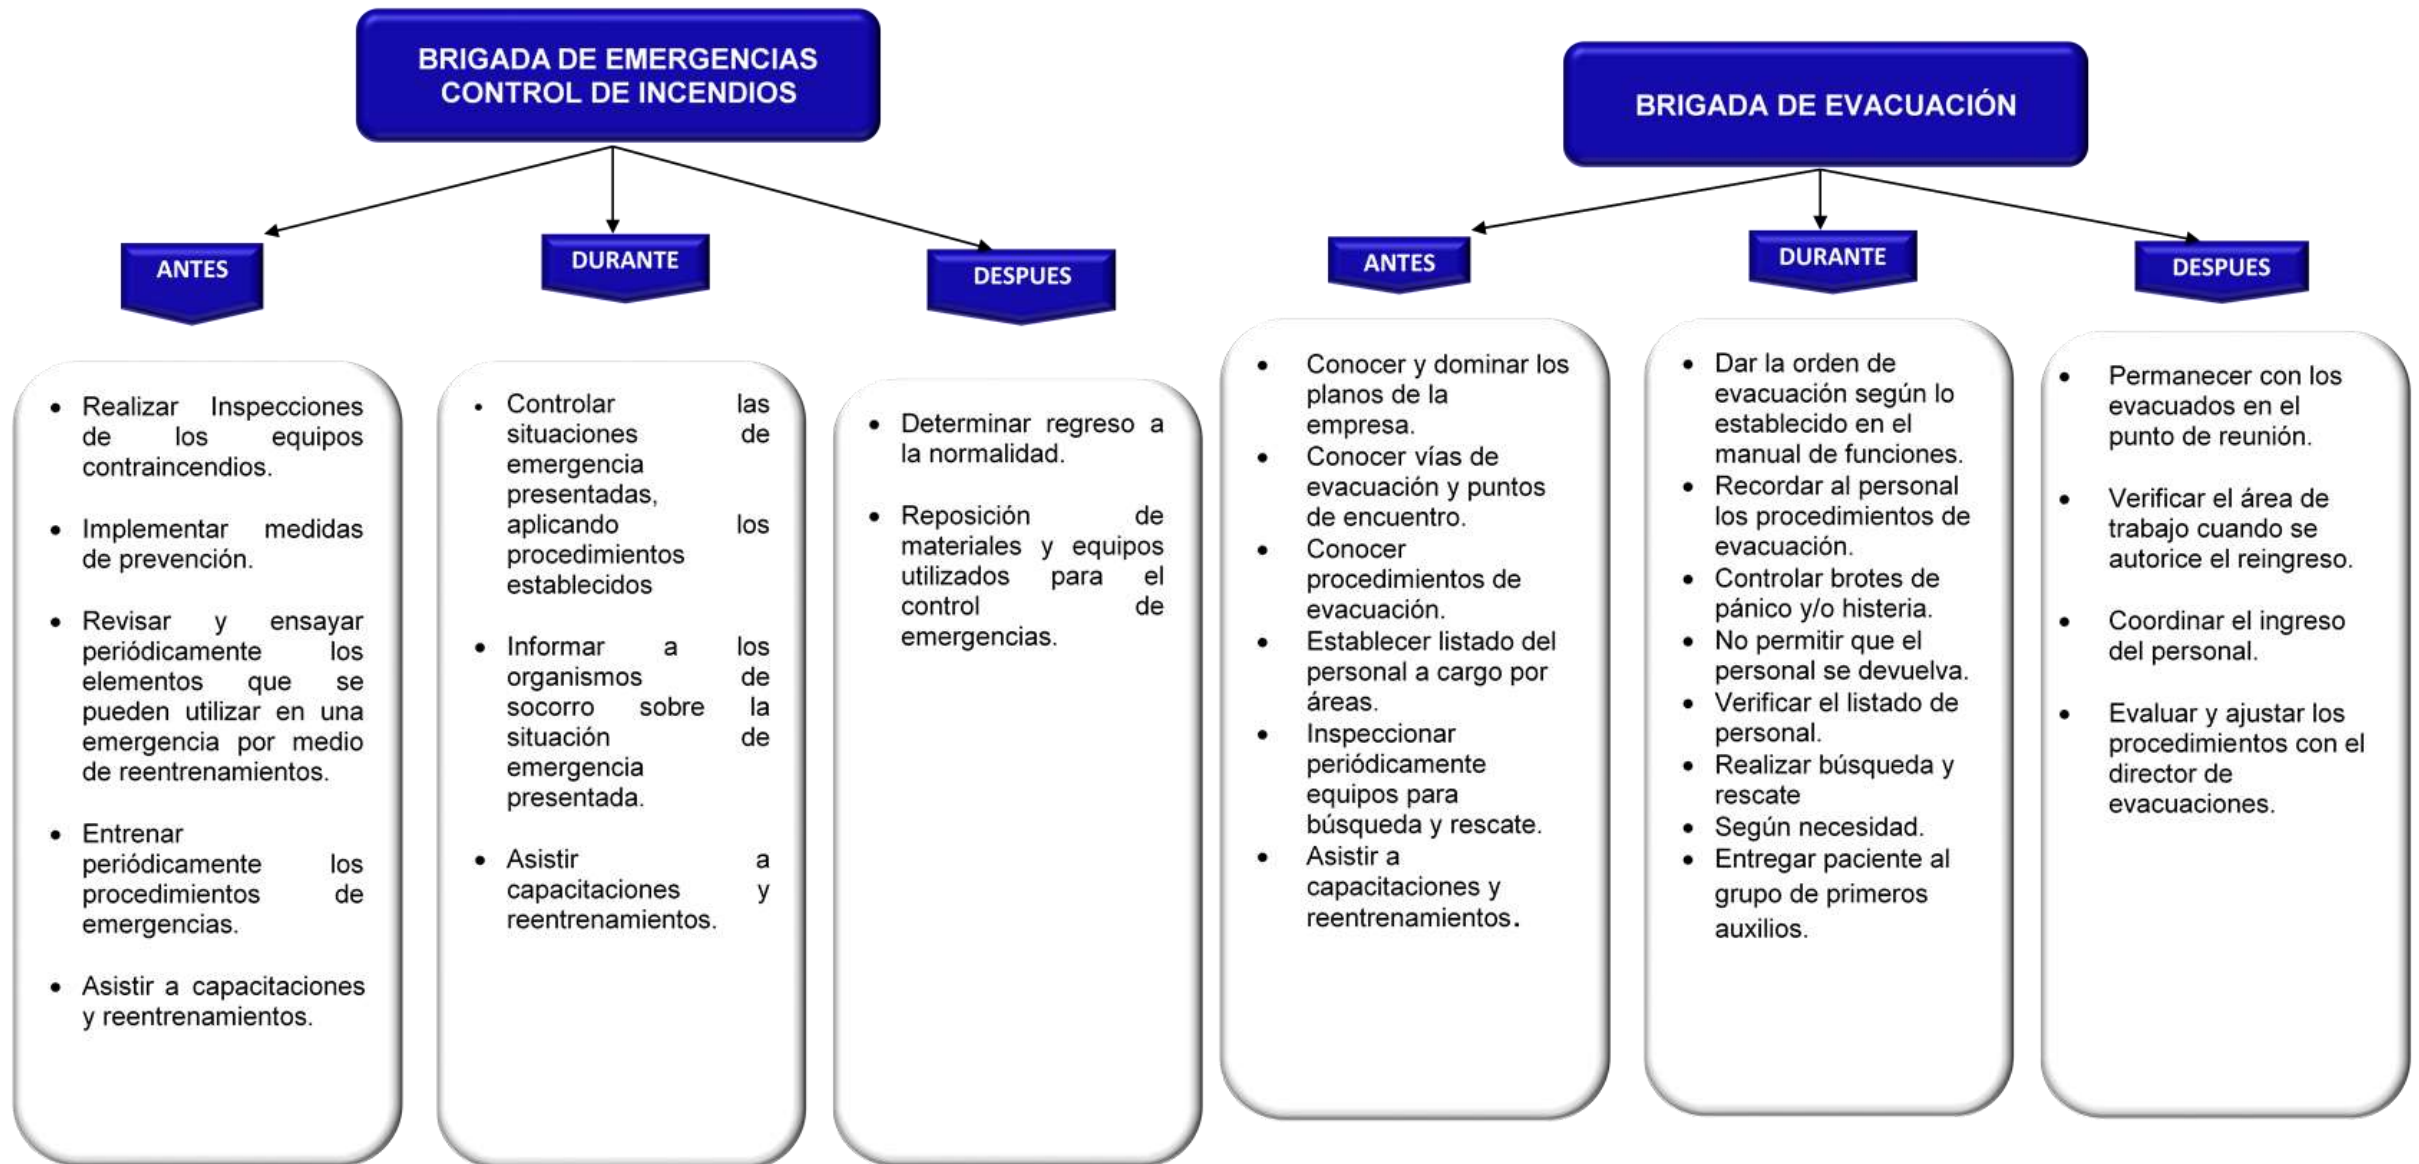 BRIGADA DE EMERGENCIAS
CONTROL DE INCENDIOS
ANTES
• Realizar Inspecciones
de los equipos
contraincendios.
• Implementar medidas
de prevención.
• Revisar y ensayar
periódicamente los
elementos que se
pueden utilizar en una
emergencia por medio
de reentrenamientos.
• Entrenar
periódicamente los
procedimientos de
emergencias.
• Asistir a capacitaciones
y reentrenamientos.
DURANTE
• Controlar las
situaciones de
emergencia
presentadas,
aplicando los
procedimientos
establecidos
• Informar a los
organismos de
socorro sobre la
situación de
emergencia
presentada.
• Asistir a
capacitaciones y
reentrenamientos.
DESPUES
• Determinar regreso a
la normalidad.
• Reposición de
materiales y equipos
utilizados para el
control de
emergencias.
BRIGADA DE EVACUACIÓN
ANTES
• Conocer y dominar los
planos de la
empresa.
• Conocer vías de
evacuación y puntos
de encuentro.
• Conocer
procedimientos de
evacuación.
• Establecer listado del
personal a cargo por
áreas.
• Inspeccionar
periódicamente
equipos para
búsqueda y rescate.
• Asistir a
capacitaciones y
reentrenamientos.
DURANTE
• Dar la orden de
evacuación según lo
establecido en el
manual de funciones.
• Recordar al personal
los procedimientos de
evacuación.
• Controlar brotes de
pánico y/o histeria.
• No permitir que el
personal se devuelva.
• Verificar el listado de
personal.
• Realizar búsqueda y
rescate
• Según necesidad.
• Entregar paciente al
grupo de primeros
auxilios.
DESPUES
• Permanecer con los
evacuados en el
punto de reunión.
• Verificar el área de
trabajo cuando se
autorice el reingreso.
• Coordinar el ingreso
del personal.
• Evaluar y ajustar los
procedimientos con el
director de
evacuaciones.